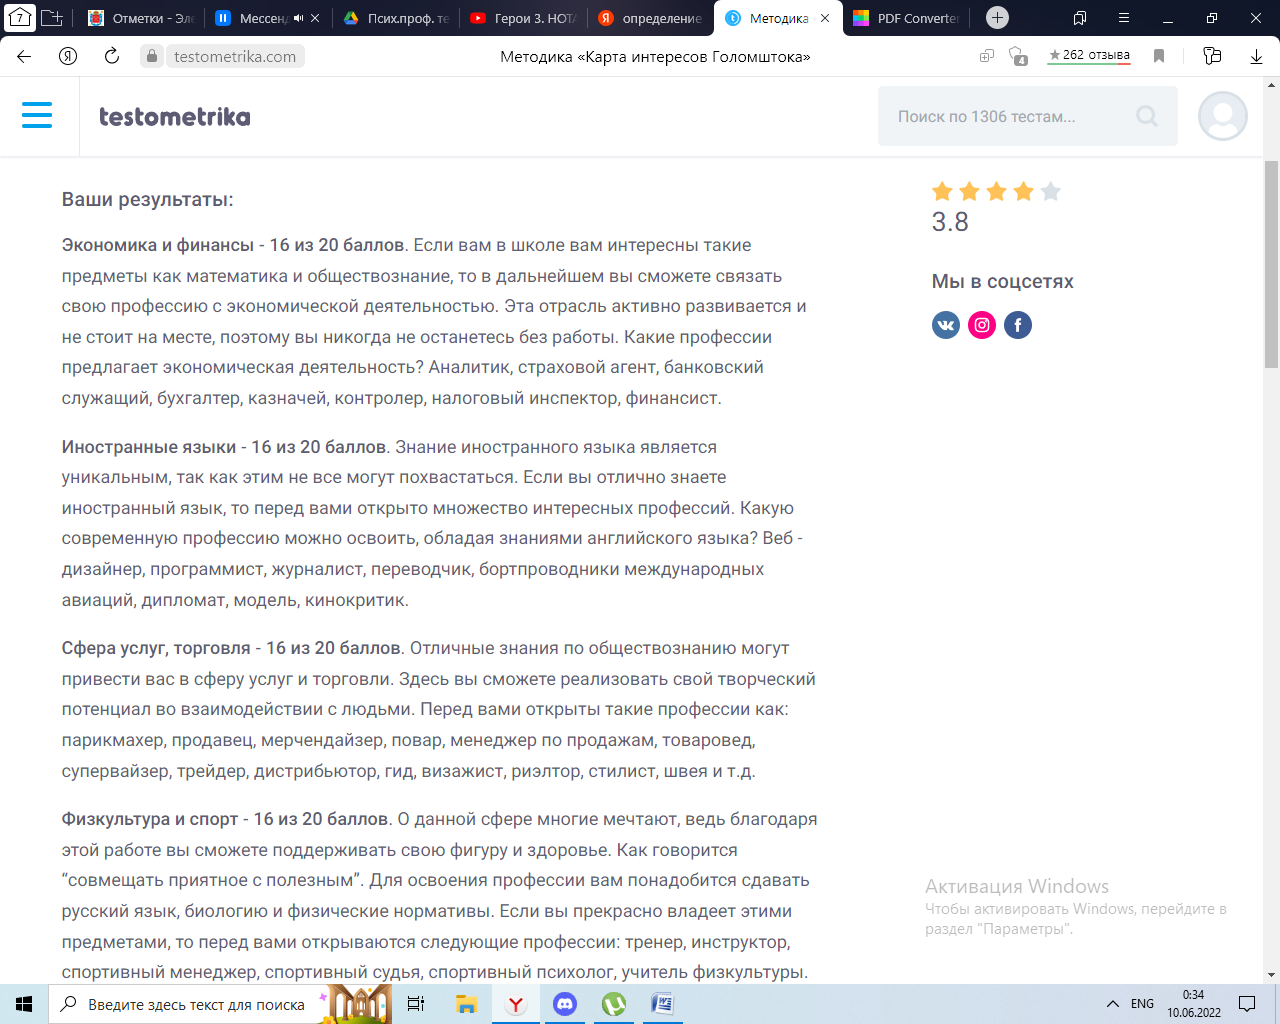 7
Отметки - Эле
Мессенд
Псих.проф. те
Герои 3. НОТА
определение
Методика
PDF Converter
testometrika.com
Методика «Карта интересов Голомштока»
4
262 отзыва
testometrika
Поиск по 1306 тестам...
Ваши результаты:
Экономика и финансы - 16 из 20 баллов. Если вам в школе вам интересны такие
предметы как математика и обществознание, то в дальнейшем вы сможете связать
свою профессию с экономической деятельностью. Эта отрасль активно развивается и
не стоит на месте, поэтому вы никогда не останетесь без работы. Какие профессии
предлагает экономическая деятельность? Аналитик, страховой агент, банковский
служащий, бухгалтер, казначей, контролер, налоговый инспектор, финансист.
Иностранные языки - 16 из 20 баллов. Знание иностранного языка является
уникальным, так как этим не все могут похвастаться. Если вы отлично знаете
иностранный язык, то перед вами открыто множество интересных профессий. Какую
современную профессию можно освоить, обладая знаниями английского языка? Веб -
дизайнер, программист, журналист, переводчик, бортпроводники международных
авиаций, дипломат, модель, кинокритик.
Сфера услуг, торговля - 16 из 20 баллов. Отличные знания по обществознанию могут
привести вас в сферу услуг и торговли. Здесь вы сможете реализовать свой творческий
потенциал во взаимодействии с людьми. Перед вами открыты такие профессии как:
парикмахер, продавец, мерчендайзер, повар, менеджер по продажам, товаровед,
супервайзер, трейдер, дистрибьютор, гид, визажист, риэлтор, стилист, швея и т.д.
Физкультура и спорт - 16 из 20 баллов. О данной сфере многие мечтают, ведь благодаря
этой работе вы сможете поддерживать свою фигуру и здоровье. Как говорится
“совмещать приятное с полезным”. Для освоения профессии вам понадобится сдавать
русский язык, биологию и физические нормативы. Если вы прекрасно владеет этими
предметами, то перед вами открываются следующие профессии: тренер, инструктор,
спортивный менеджер, спортивный судья, спортивный психолог, учитель физкультуры.
3.8
Мы в соцсетях
Активация Windows
Чтобы активировать Windows, перейдите в
раздел "Параметры".
Введите здесь текст для поиска
ENG
0:34
10.06.2022